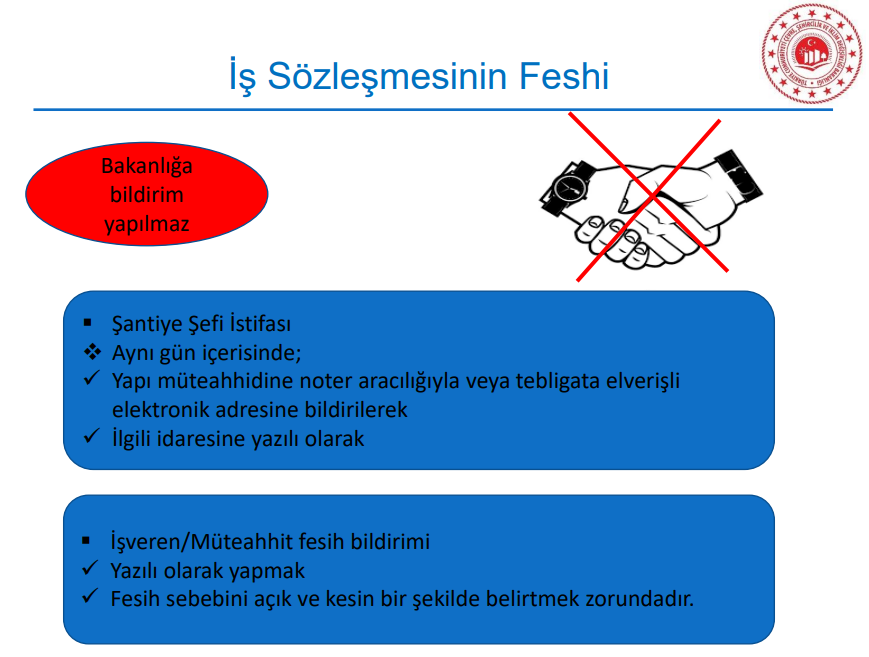 İş Sözleşmesinin Feshi
Bakanlığa
bildirim
yapılmaz
▪ Şantiye Şefi İstifası
❖ Aynı gün içerisinde;
✓ Yapı müteahhidine noter aracılığıyla veya tebligata elverişli
elektronik adresine bildirilerek
✓ İlgili idaresine yazılı olarak
▪ İşveren/Müteahhit fesih bildirimi
✓ Yazılı olarak yapmak
✓ Fesih sebebini açık ve kesin bir şekilde belirtmek zorundadır.